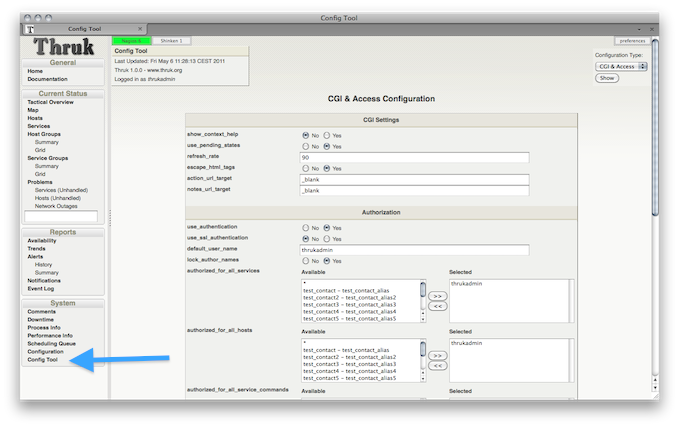 Config Tool
Config Tool
Thruk
General
Home
Documentation
Current Status
Tactical Overview
Map
Hosts
Services
Host Groups
Summary
Grid
Service Groups
Summary
Grid
Problems
Services (Unhandled)
Hosts (Unhandled)
Network Outages
Reports
Availability
Trends
Alerts
History
Summary
Notifications
Event Log
System
Comments
Downtime
Process Info
Performance Info
Scheduling Queue
Configuration
Config Tool
Shinken 1
preferences
Config Tool
Last Updated: Fri May 6 11:28:13 CEST 2011
Thruk 1.0.0 - www.thruk.org
Logged in as thrukadmin
Configuration Type:
CGI & Access
Show
CGI & Access Configuration
CGI Settings
show_context_help No Yes
use_pending_states No Yes
refresh_rate 90
escape_html_tags No Yes
action_url_target _blank
notes_url_target _blank
Authorization
use_authentication No Yes
use_ssl_authentication No Yes
default_user_name thrukadmin
lock_author_names No Yes
authorized_for_all_services Available Selected
* thrukadmin
test_contact - test_contact_alias
test_contact2 - test_contact_alias2
test_contact3 - test_contact_alias3
test_contact4 - test_contact_alias4
test_contact5 - test_contact_alias5
>>
<<
authorized_for_all_hosts Available Selected
* thrukadmin
test_contact - test_contact_alias
test_contact2 - test_contact_alias2
test_contact3 - test_contact_alias3
test_contact4 - test_contact_alias4
test_contact5 - test_contact_alias5
>>
<<
authorized_for_all_service_commands
Available Selected